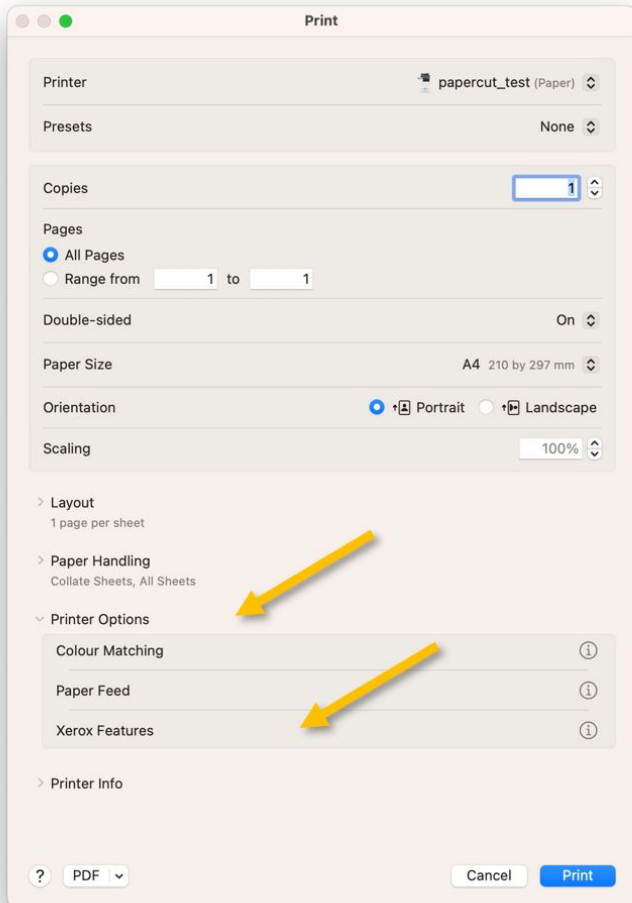 Print
Printer papercut_test (Paper)
Presets None
Copies 1
Pages
All Pages
Range from 1 to 1
Double-sided On
Paper Size A4 210 by 297 mm
Orientation Portrait Landscape
Scaling 100%
Layout
1 page per sheet
Paper Handling
Collate Sheets, All Sheets
Printer Options
Colour Matching
Paper Feed
Xerox Features
Printer Info
? PDF Cancel Print